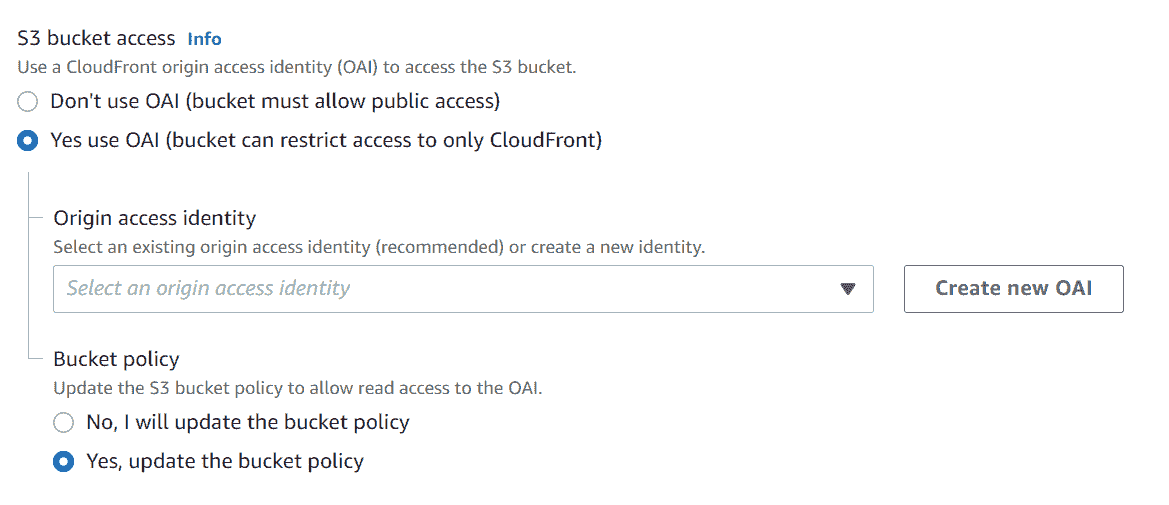 S3 bucket access Info
Use a CloudFront origin access identity (OAI) to access the S3 bucket.
Don't use OAI (bucket must allow public access)
Yes use OAI (bucket can restrict access to only CloudFront)
Origin access identity
Select an existing origin access identity (recommended) or create a new identity.
Select an origin access identity
Create new OAI
Bucket policy
Update the S3 bucket policy to allow read access to the OAI.
No, I will update the bucket policy
Yes, update the bucket policy